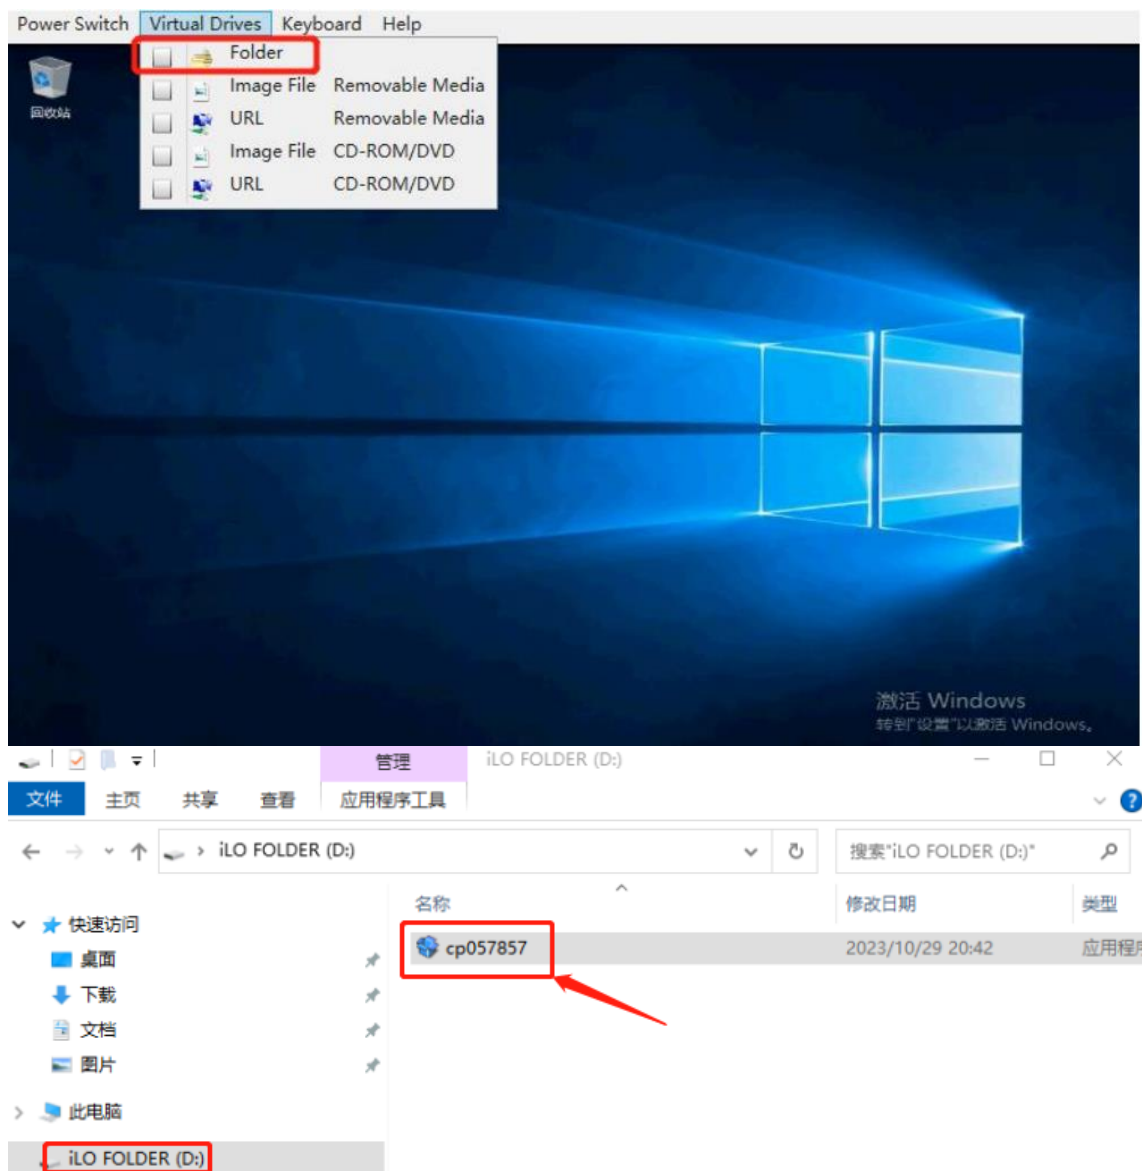 Power Switch Virtual Drives Keyboard Help
Folder
Image File Removable Media
URL Removable Media
Image File CD-ROM/DVD
URL CD-ROM/DVD
回收站
激活 Windows
转到"设置"以激活 Windows。
管理 iLO FOLDER (D:)
文件 主页 共享 查看 应用程序工具
iLO FOLDER (D:) 搜索"iLO FOLDER (D:)"
名称 修改日期 类型
快速访问
cp057857 2023/10/29 20:42 应用程
桌面
下载
文档
图片
此电脑
iLO FOLDER (D:)